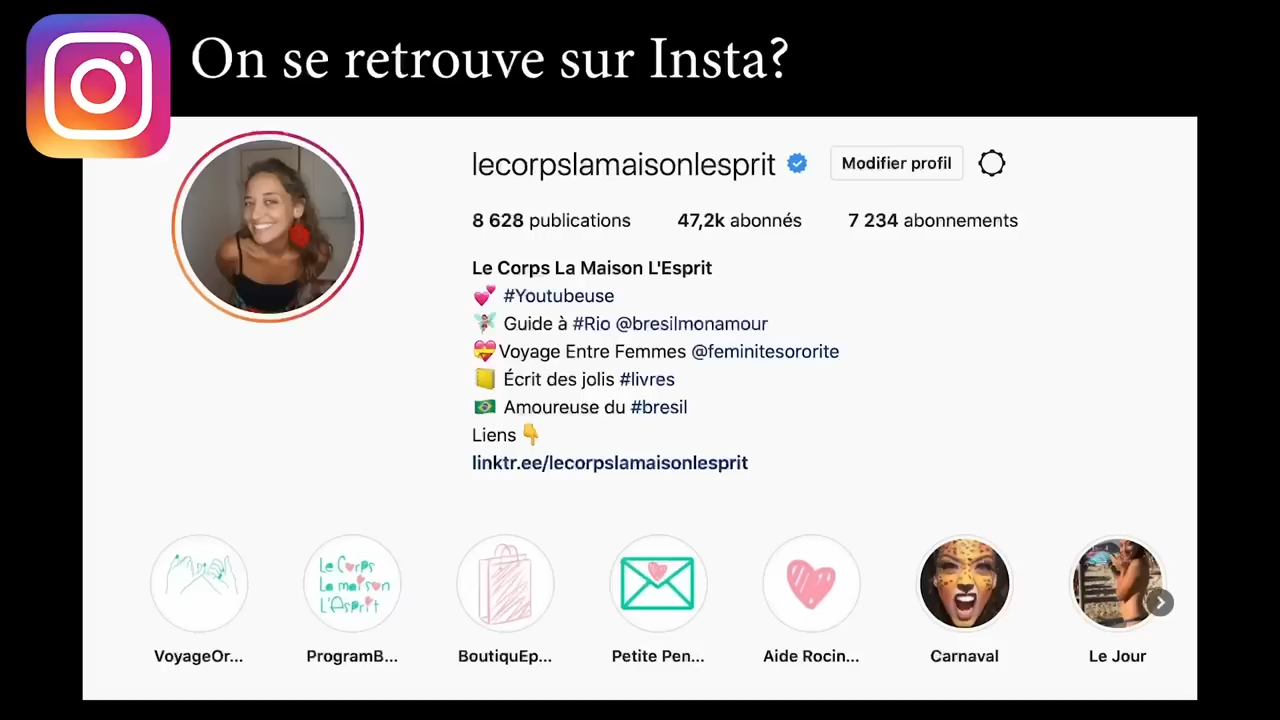 On se retrouve sur Insta?
lecorpslamaisonlesprit Modifier profil
8 628 publications 47,2k abonnés 7 234 abonnements
Le Corps La Maison L'Esprit
#Youtubeuse
Guide à #Rio @bresilmonamour
Voyage Entre Femmes @feminitesororite
Écrit des jolis #livres
Amoureuse du #bresil
Liens
linktr.ee/lecorpslamaisonlesprit
Le Corps
La maison
L'Esprit
VoyageOr... ProgramB... BoutiquEp... Petite Pen... Aide Rocin... Carnaval Le Jour